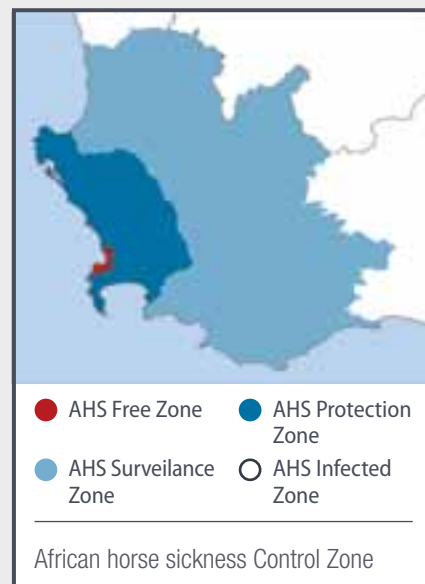 AHS Free Zone
AHS Protection
Zone
AHS Surveilance
Zone
AHS Infected
Zone
African horse sickness Control Zone